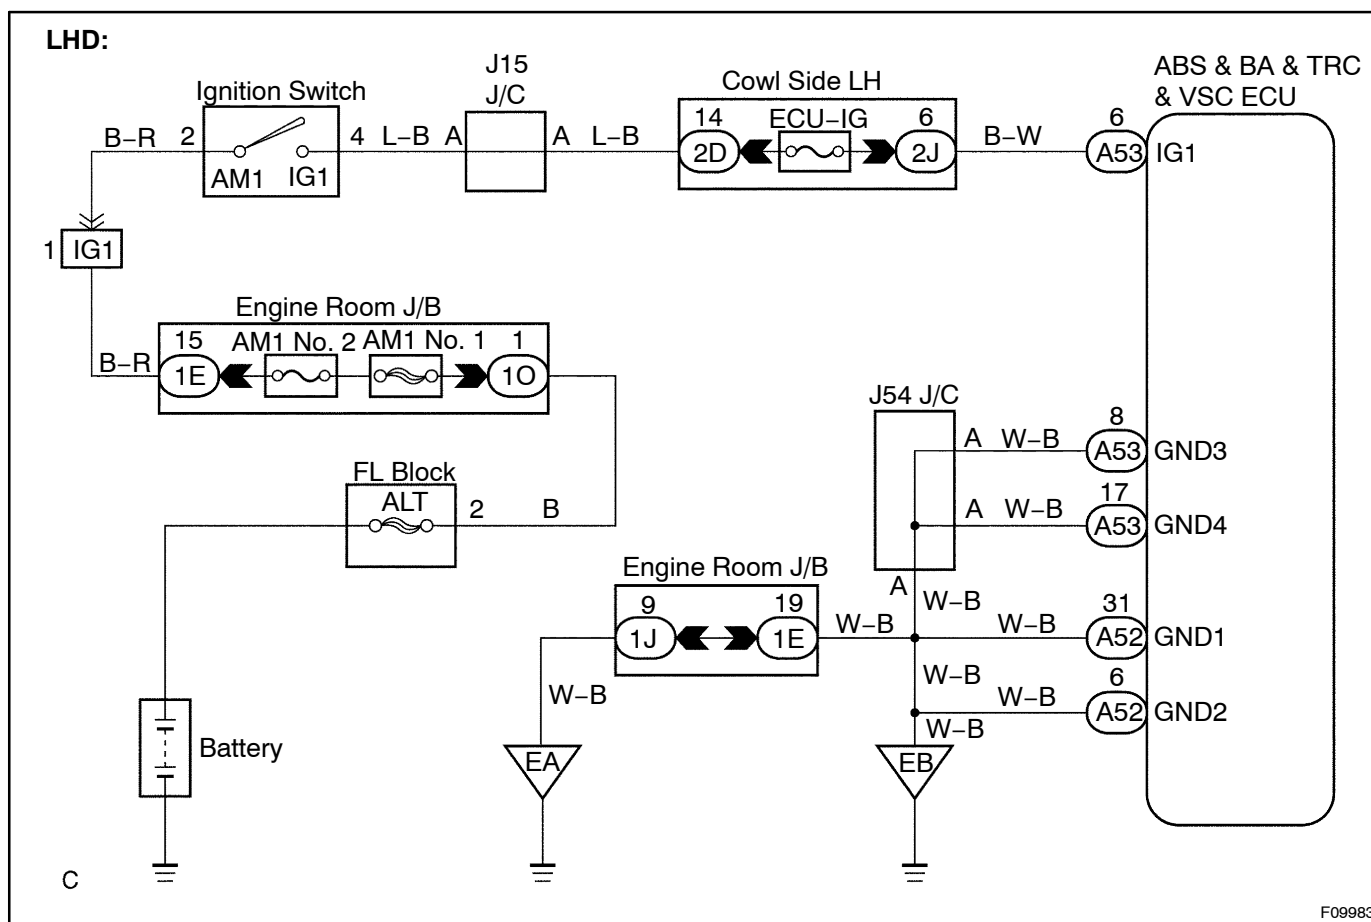 LHD:
Ignition Switch
J15
J/C
Cowl Side LH
ABS & BA & TRC
& VSC ECU
B–R
2
AM1
IG1
4
L–B
A
A
L–B
14
2D
ECU–IG
6
2J
B–W
6
A53
IG1
1
IG1
Engine Room J/B
15
AM1 No. 2
AM1 No. 1
1
B–R
1E
1O
J54 J/C
A
W–B
8
A53
GND3
FL Block
ALT
2
B
A
W–B
17
A53
GND4
Engine Room J/B
A
9
1J
19
1E
W–B
W–B
W–B
31
A52
GND1
W–B
W–B
W–B
6
A52
GND2
W–B
Battery
EA
EB
C
F09983